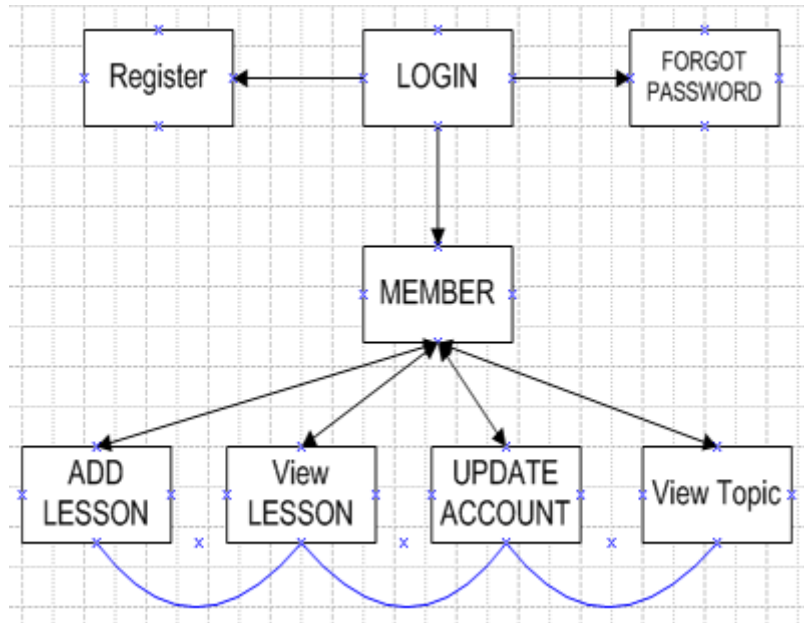 Register
LOGIN
FORGOT
PASSWORD
MEMBER
ADD
LESSON
View
LESSON
UPDATE
ACCOUNT
View Topic